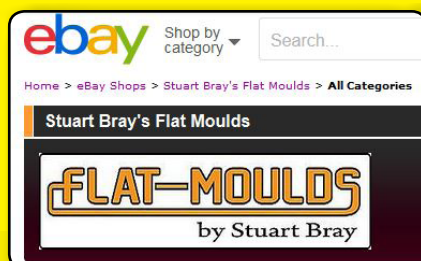 ebay
Shop by
category
Search...
Home > eBay Shops > Stuart Bray's Flat Moulds > All Categories
Stuart Bray's Flat Moulds
FLAT-MOULDS
by Stuart Bray